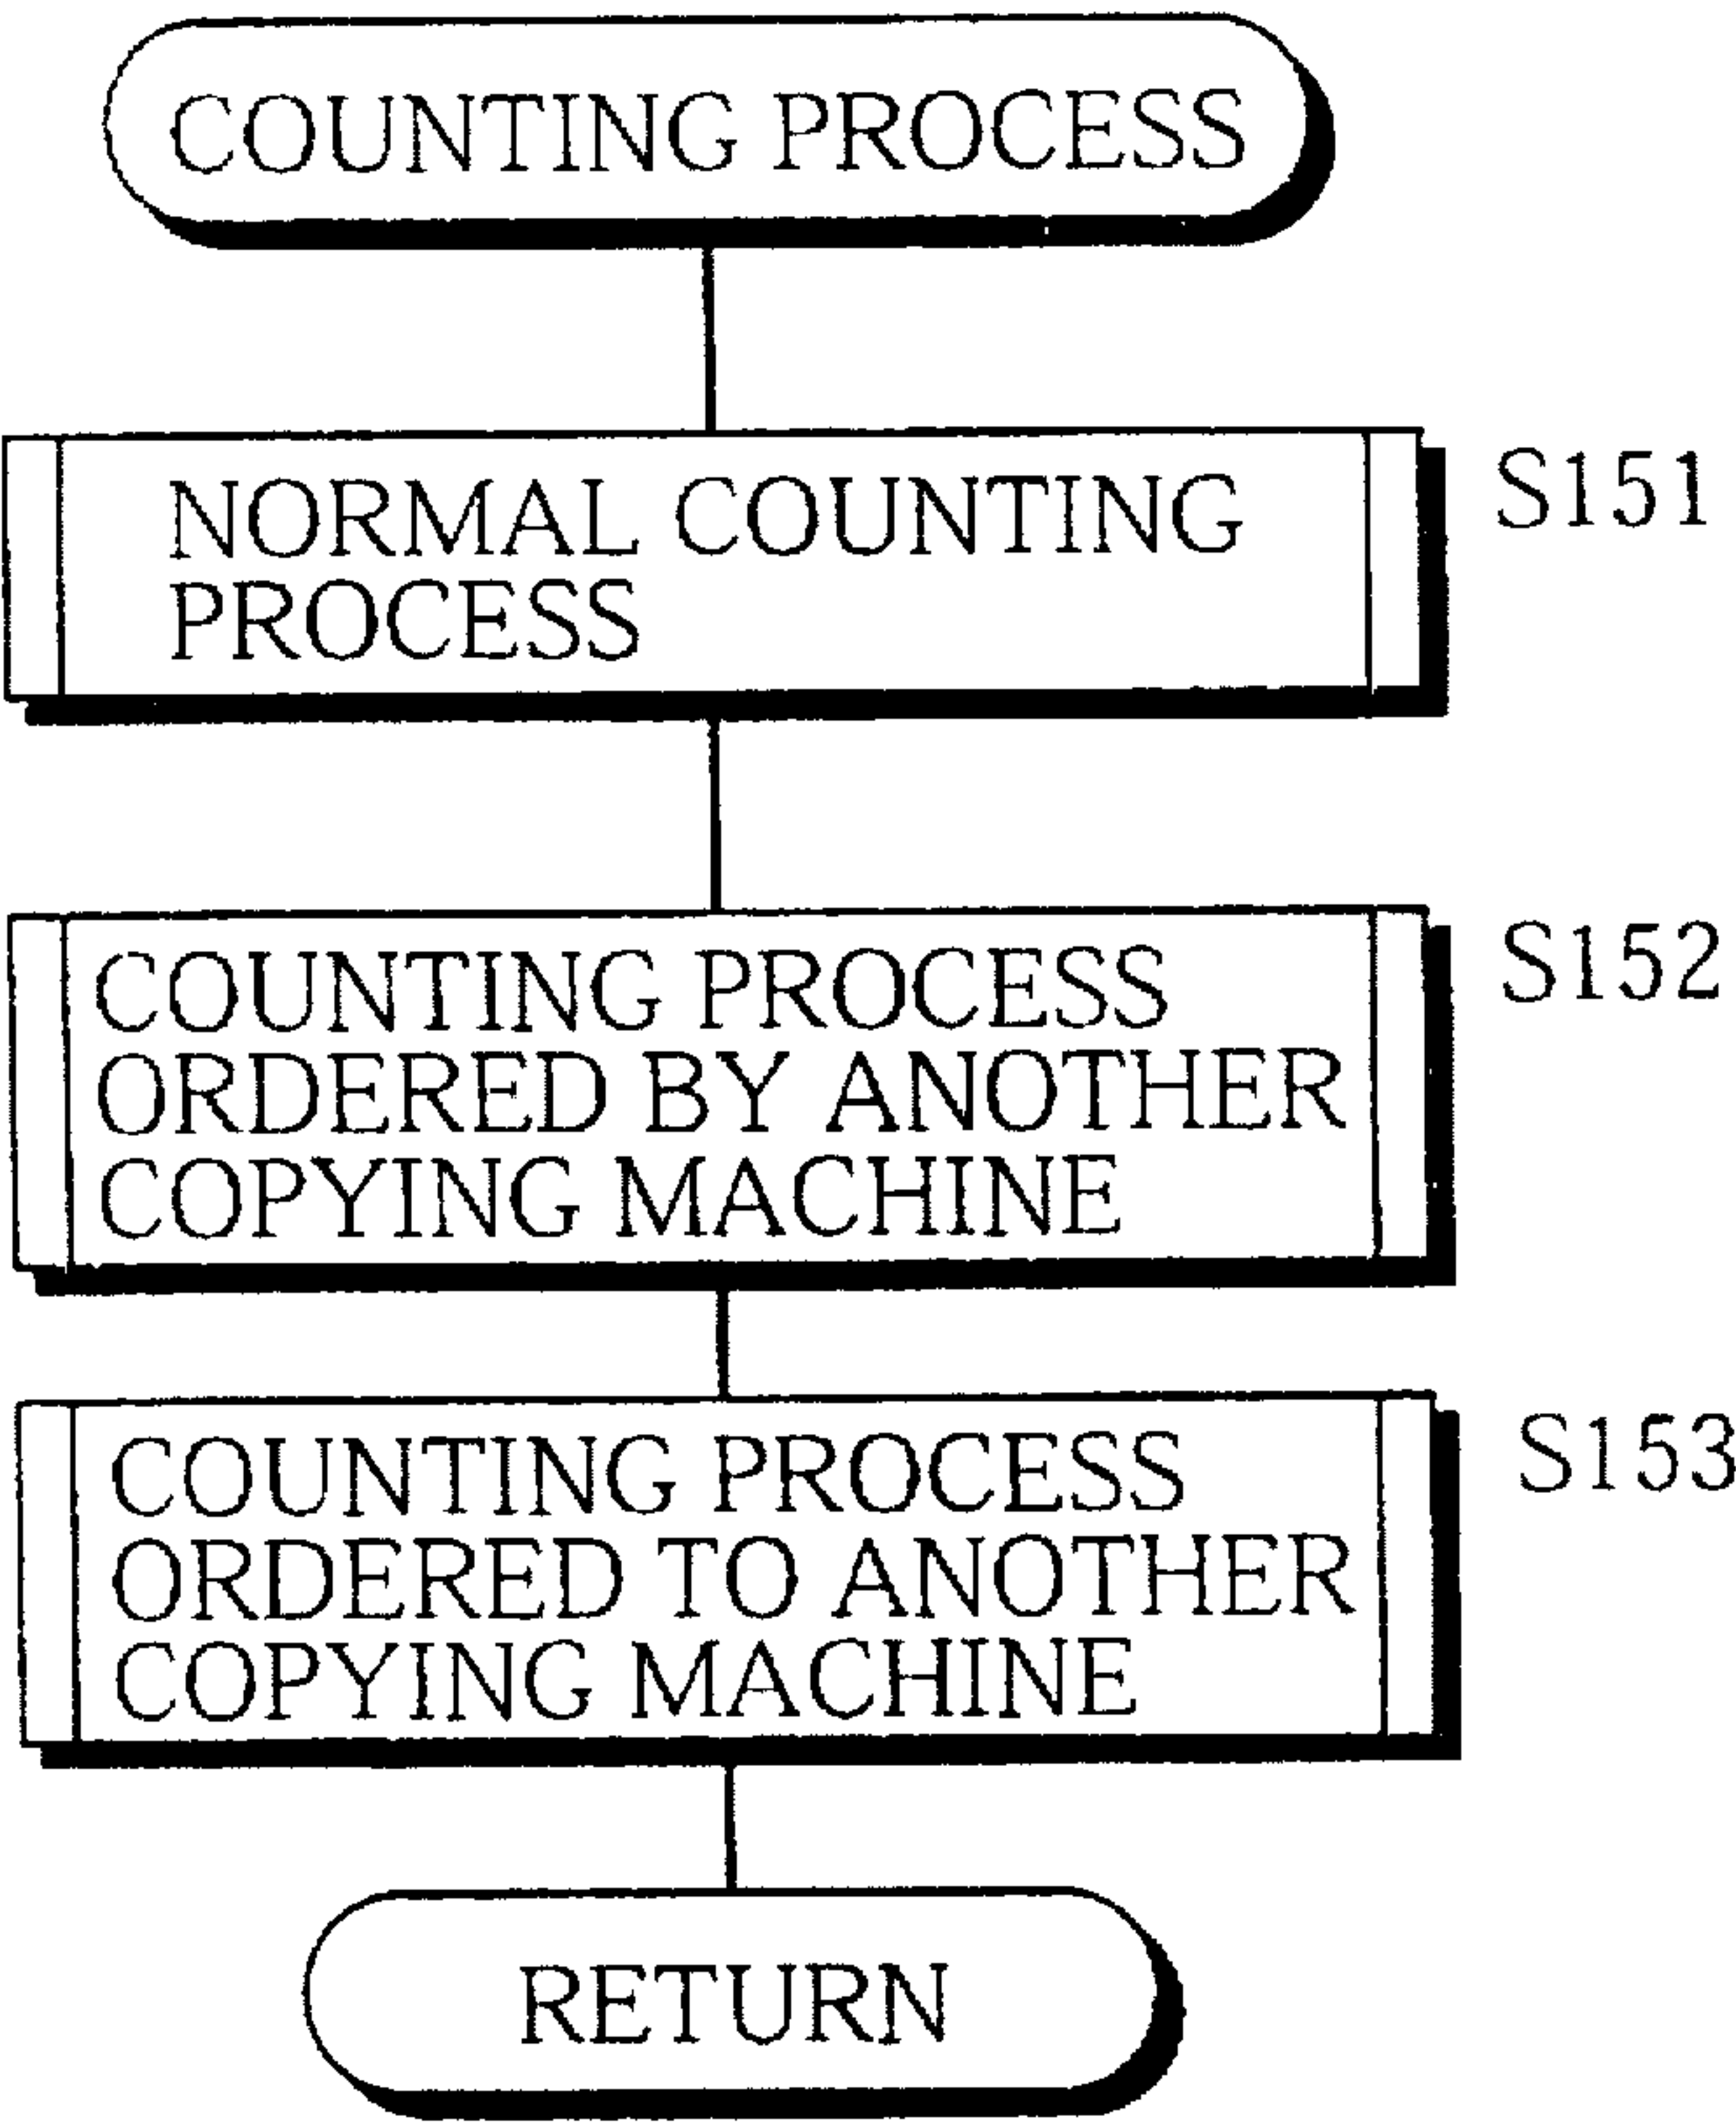 COUNTING PROCESS
NORMAL COUNTING
PROCESS
S151
COUNTING PROCESS
ORDERED BY ANOTHER
COPYING MACHINE
S152
COUNTING PROCESS
ORDERED TO ANOTHER
COPYING MACHINE
S153
RETURN